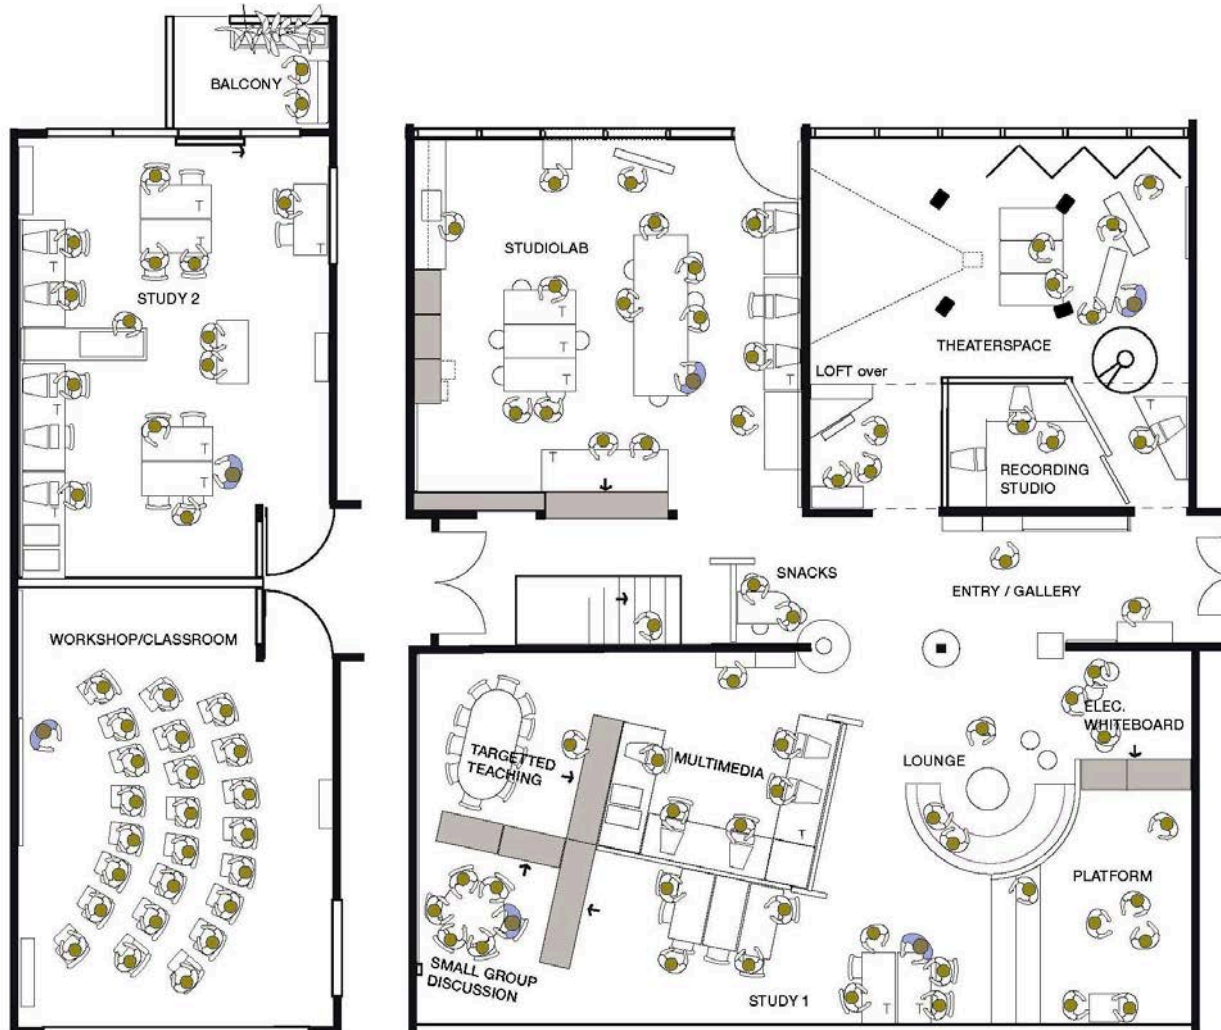 BALCONY
STUDY 2
T
T
T
T
T
T
T
STUDIOLAB
T
T
T
T
T
THEATERSPACE
LOFT over
T
RECORDING
STUDIO
SNACKS
ENTRY / GALLERY
WORKSHOP/CLASSROOM
TARGETTED
TEACHING
MULTIMEDIA
T
LOUNGE
ELEC.
WHITEBOARD
PLATFORM
SMALL GROUP
DISCUSSION
STUDY 1
T
T